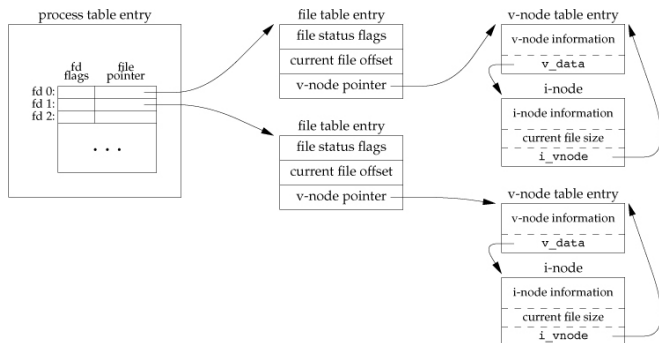 process table entry
fd
flags
file
pointer
fd 0:
fd 1:
fd 2:
• • •
file table entry
file status flags
current file offset
v-node pointer
file table entry
file status flags
current file offset
v-node pointer
v-node table entry
v-node information
v_data
i-node
i-node information
current file size
i_vnode
v-node table entry
v-node information
v_data
i-node
i-node information
current file size
i_vnode